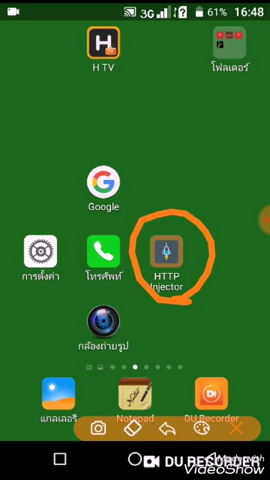 3G
61% 16:48
H
H TV
โฟลเดอร์
G
Google
การตั้งค่า
โทรศัพท์
HTTP
Injector
กล้องถ่ายรูป
แกลเลอรี
Notepad
DU Recorder
DU RECORDER
VideoShow